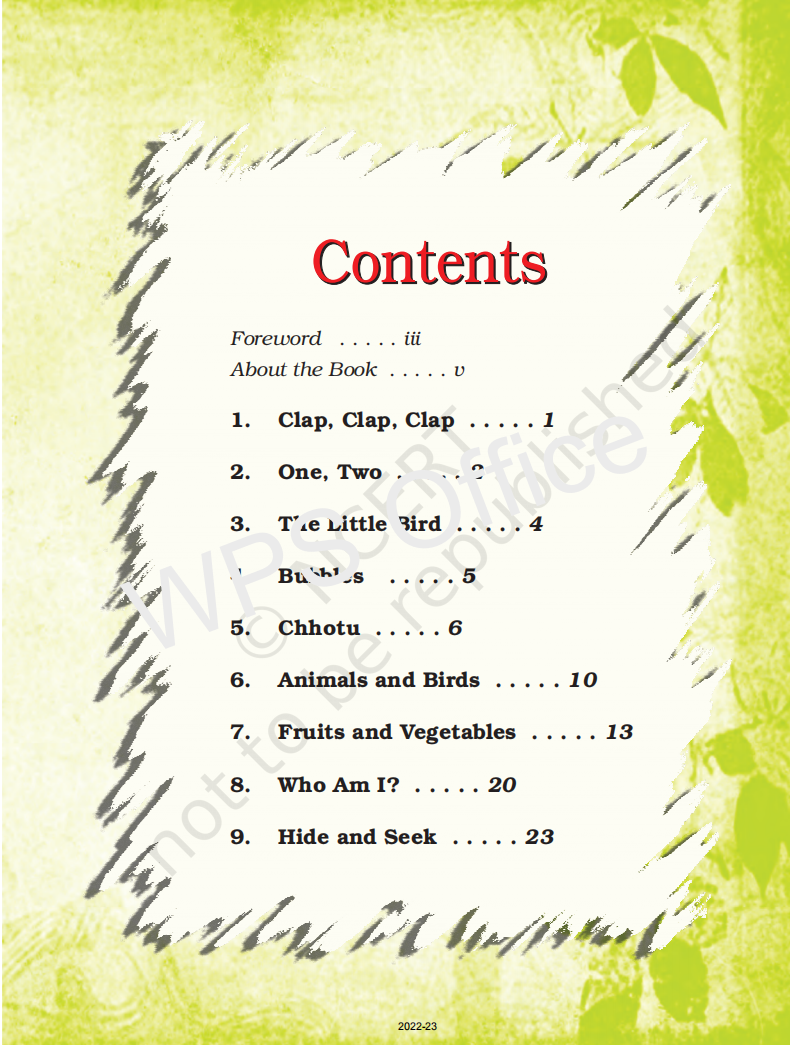 Contents
Foreword . . . . . iii
About the Book . . . . . v
1. Clap, Clap, Clap . . . . . 1
2. One, Two . . . . .
3. The Little Bird . . . . . 4
Bubbles . . . . . 5
5. Chhotu . . . . . 6
6. Animals and Birds . . . . . 10
7. Fruits and Vegetables . . . . . 13
8. Who Am I? . . . . . 20
9. Hide and Seek . . . . . 23
© NCERT
not to be republished
WPS Office
2022-23